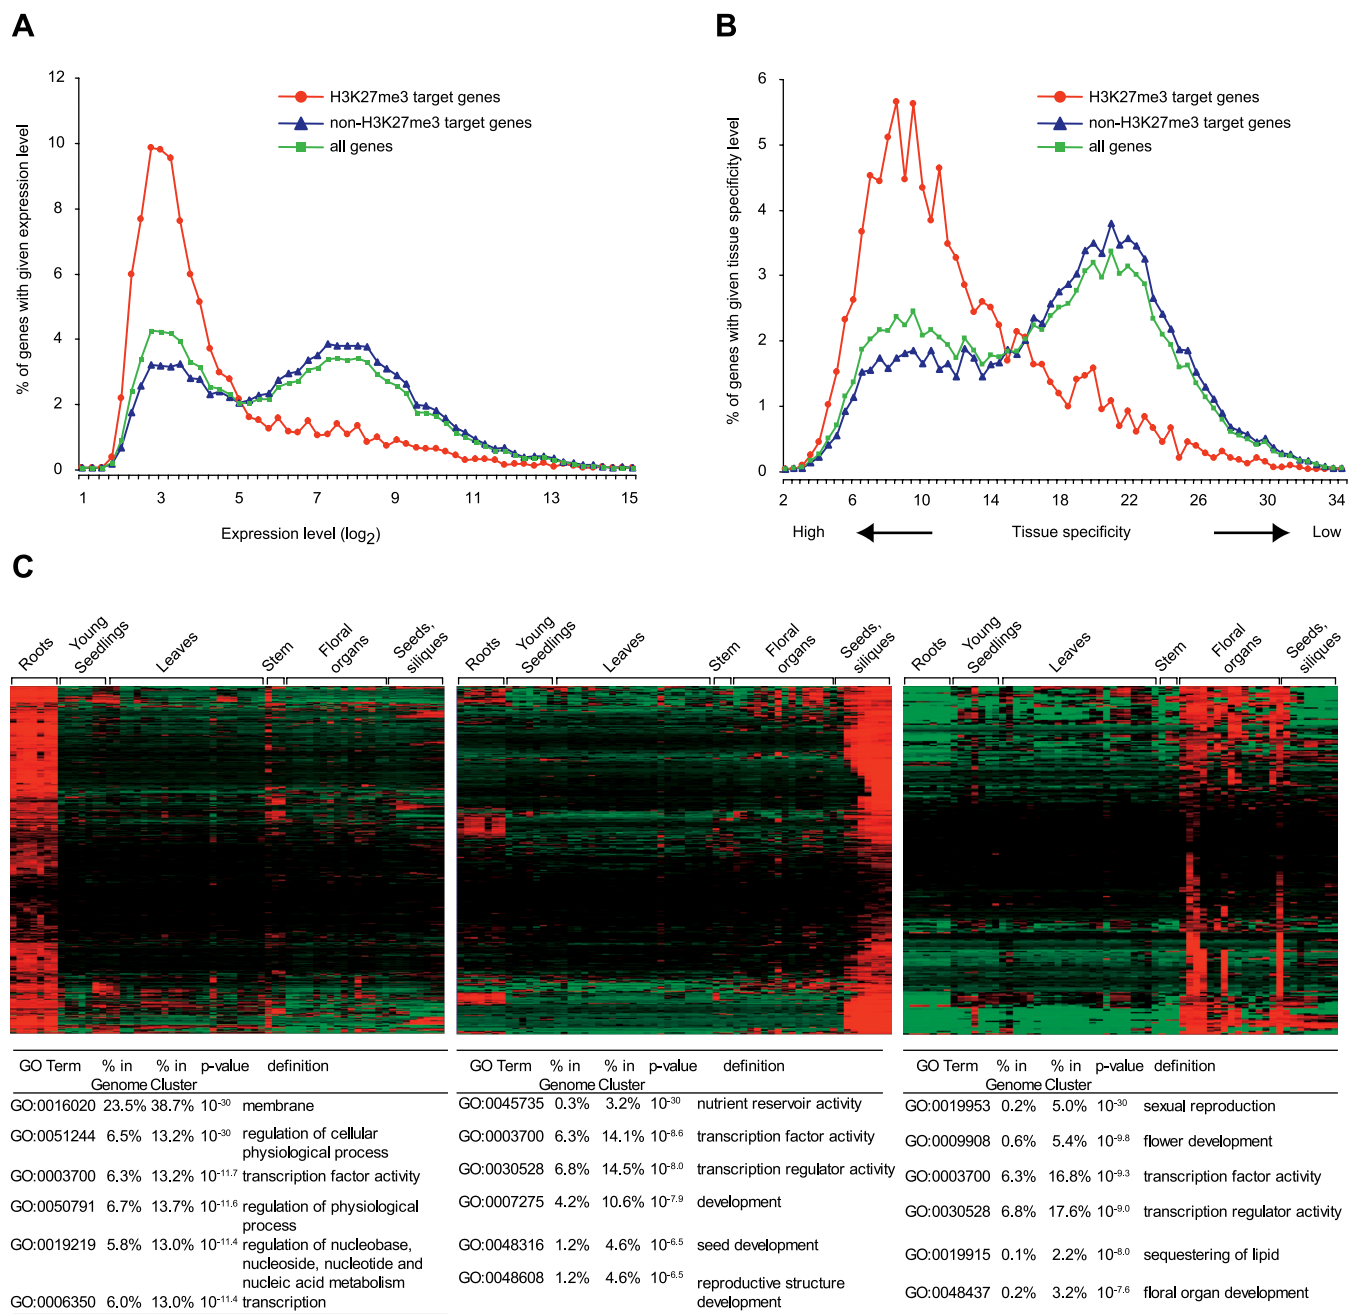 A
% of genes with given expression level
12
10
8
6
4
2
0
H3K27me3 target genes
non-H3K27me3 target genes
all genes
1 3 5 7 9 11 13 15
Expression level (log2)
B
% of genes with given tissue specificity level
6
5
4
3
2
1
0
H3K27me3 target genes
non-H3K27me3 target genes
all genes
2 6 10 14 18 22 26 30 34
High Tissue specificity Low
C
Roots
Young
Seedlings
Leaves
Stem
Floral
organs
Seeds,
siliques
Roots
Young
Seedlings
Leaves
Stem
Floral
organs
Seeds,
siliques
Roots
Young
Seedlings
Leaves
Stem
Floral
organs
Seeds,
siliques
GO Term % in % in p-value definition
Genome Cluster
GO:0016020 23.5% 38.7% 10-30 membrane
GO:0051244 6.5% 13.2% 10-30 regulation of cellular
physiological process
GO:0003700 6.3% 13.2% 10-11.7 transcription factor activity
GO:0050791 6.7% 13.7% 10-11.6 regulation of physiological
process
GO:0019219 5.8% 13.0% 10-11.4 regulation of nucleobase,
nucleoside, nucleotide and
nucleic acid metabolism
GO:0006350 6.0% 13.0% 10-11.4 transcription
GO Term % in % in p-value definition
Genome Cluster
GO:0045735 0.3% 3.2% 10-30 nutrient reservoir activity
GO:0003700 6.3% 14.1% 10-8.6 transcription factor activity
GO:0030528 6.8% 14.5% 10-8.0 transcription regulator activity
GO:0007275 4.2% 10.6% 10-7.9 development
GO:0048316 1.2% 4.6% 10-6.5 seed development
GO:0048608 1.2% 4.6% 10-6.5 reproductive structure
development
GO Term % in % in p-value definition
Genome Cluster
GO:0019953 0.2% 5.0% 10-30 sexual reproduction
GO:0009908 0.6% 5.4% 10-9.8 flower development
GO:0003700 6.3% 16.8% 10-9.3 transcription factor activity
GO:0030528 6.8% 17.6% 10-9.0 transcription regulator activity
GO:0019915 0.1% 2.2% 10-8.0 sequestering of lipid
GO:0048437 0.2% 3.2% 10-7.6 floral organ development